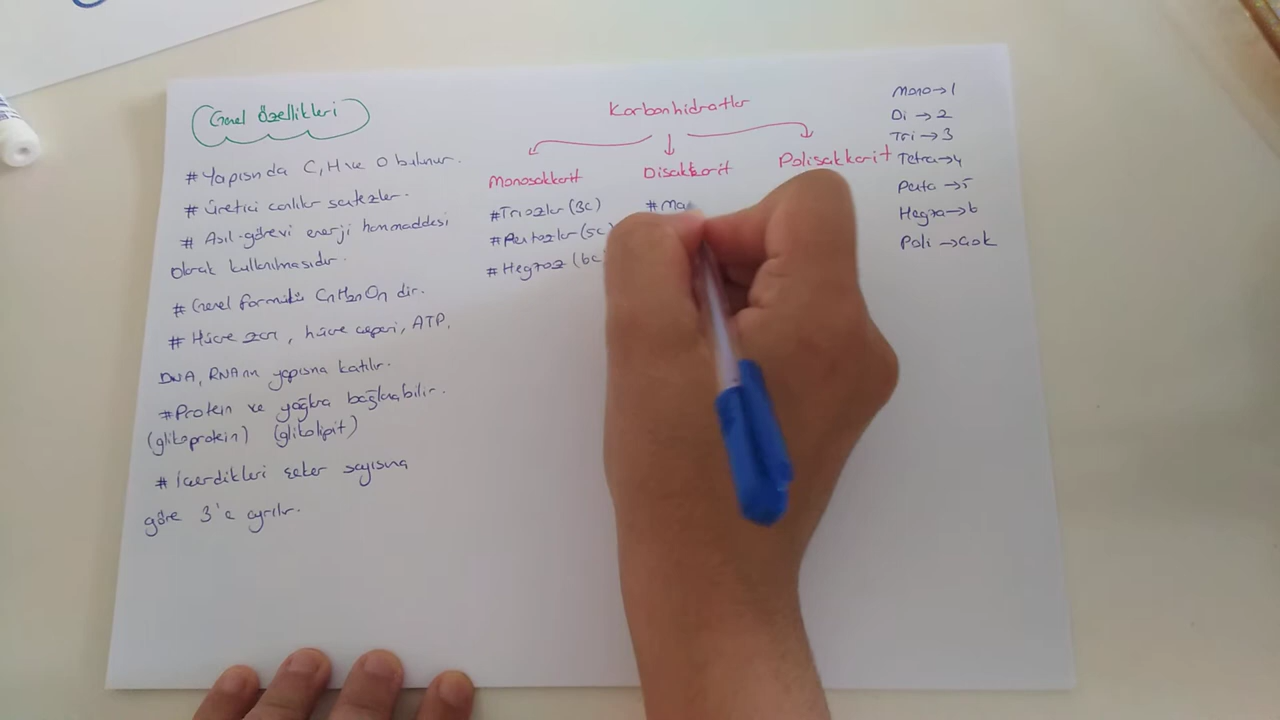 Genel özellikleri
# Yapısında C, H ve O bulunur.
# Üretici canlılar sentezler.
# Asıl görevi enerji hammaddesi
olarak kullanılmasıdır.
# Genel formülü CnH2nOn dir.
# Hücre zarı, hücre çeperi, ATP,
DNA, RNA'nın yapısına katılır.
# Protein ve yağlara bağlanabilir.
(glikoprotein) (glikolipit)
# İçerdikleri şeker sayısına
göre 3'e ayrılır.
Karbonhidratlar
Monosakkarit
# Triozlar (3C)
# Pentozlar (5C)
# Hegzoz (6C)
Disakkarit
# Ma
Polisakkarit
Mono → 1
Di → 2
Tri → 3
Tetra → 4
Penta → 5
Hegza → 6
Poli → Çok